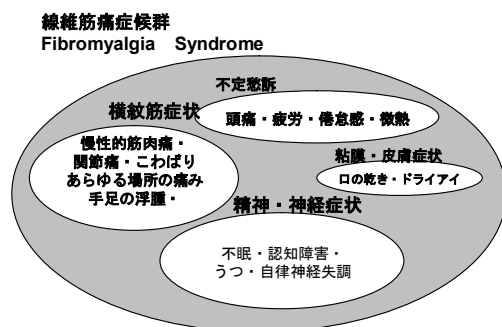 線維筋痛症候群
Fibromyalgia Syndrome
不定愁訴
頭痛・疲労・倦怠感・微熱
横紋筋症状
慢性的筋肉痛・
関節痛・こわばり
あらゆる場所の痛み
手足の浮腫・
粘膜・皮膚症状
口の乾き・ドライアイ
精神・神経症状
不眠・認知障害・
うつ・自律神経失調